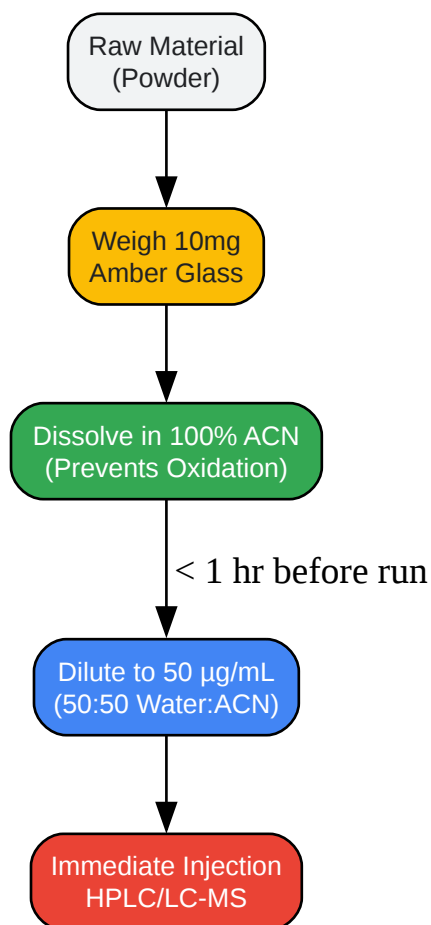 Raw Material
(Powder)
Weigh 10mg
Amber Glass
Dissolve in 100% ACN
(Prevents Oxidation)
< 1 hr before run
Dilute to 50 µg/mL
(50:50 Water:ACN)
Immediate Injection
HPLC/LC-MS